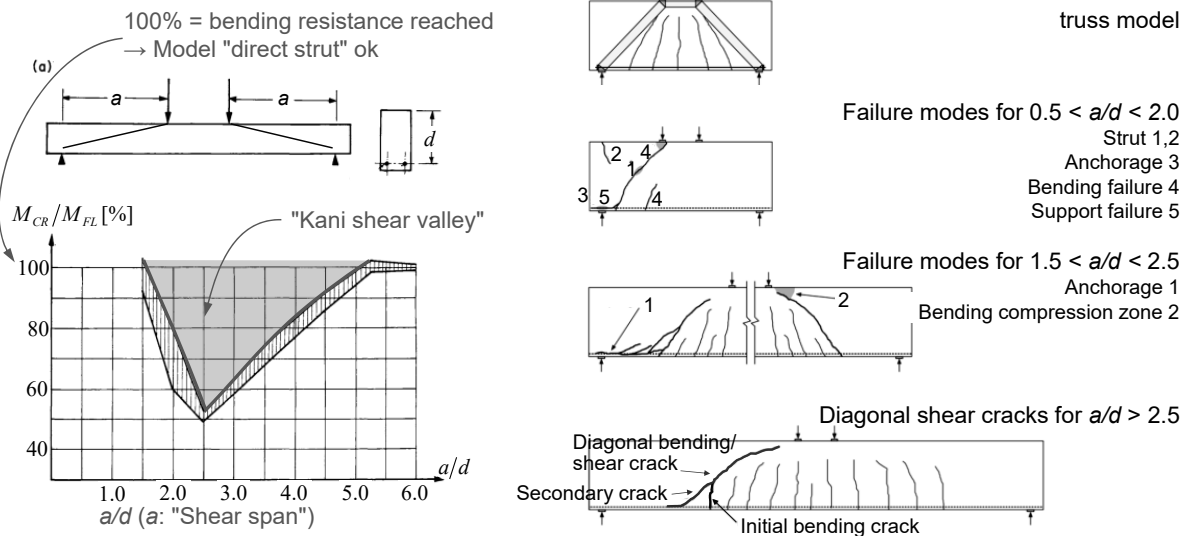 100% = bending resistance reached
→ Model "direct strut" ok
(a)
a
a
d
M_CR/M_FL [%]
"Kani shear valley"
100
80
60
40
1.0 2.0 3.0 4.0 5.0 6.0
a/d
a/d (a: "Shear span")
truss model
Failure modes for 0.5 < a/d < 2.0
Strut 1,2
Anchorage 3
Bending failure 4
Support failure 5
2 4
1
3 5 4
Failure modes for 1.5 < a/d < 2.5
Anchorage 1
Bending compression zone 2
1
2
Diagonal shear cracks for a/d > 2.5
Diagonal bending/
shear crack
Secondary crack
Initial bending crack